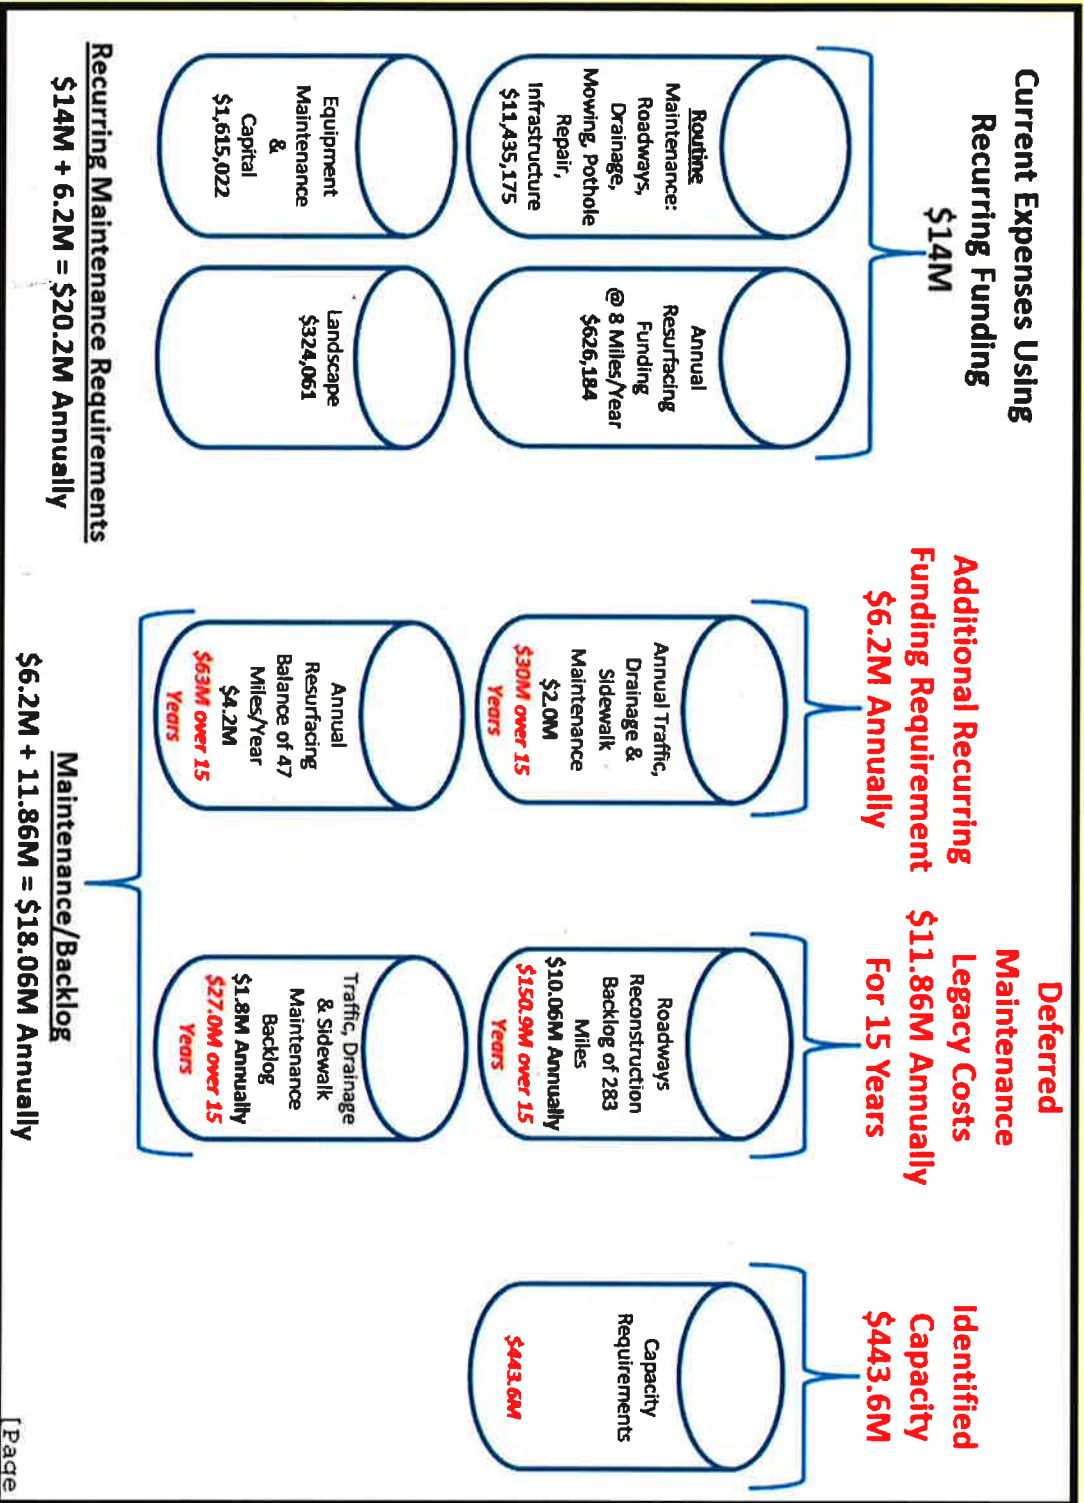 Current Expenses Using
Recurring Funding
$14M
Routine
Maintenance:
Roadways,
Drainage,
Mowing, Pothole
Repair,
Infrastructure
$11,435,175
Annual
Resurfacing
Funding
@ 8 Miles/Year
$626,184
Equipment
Maintenance
&
Capital
$1,615,022
Landscape
$324,061
Recurring Maintenance Requirements
$14M + 6.2M = $20.2M Annually
Additional Recurring
Funding Requirement
$6.2M Annually
Annual Traffic,
Drainage &
Sidewalk
Maintenance
$2.0M
$30M over 15
Years
Annual
Resurfacing
Balance of 47
Miles/Year
$4.2M
$63M over 15
Years
Deferred
Maintenance
Legacy Costs
$11.86M Annually
For 15 Years
Roadways
Reconstruction
Backlog of 283
Miles
$10.06M Annually
$150.9M over 15
Years
Traffic, Drainage
& Sidewalk
Maintenance
Backlog
$1.8M Annually
$27.0M over 15
Years
Maintenance/Backlog
$6.2M + 11.86M = $18.06M Annually
Identified
Capacity
$443.6M
Capacity
Requirements
$443.6M
[Page